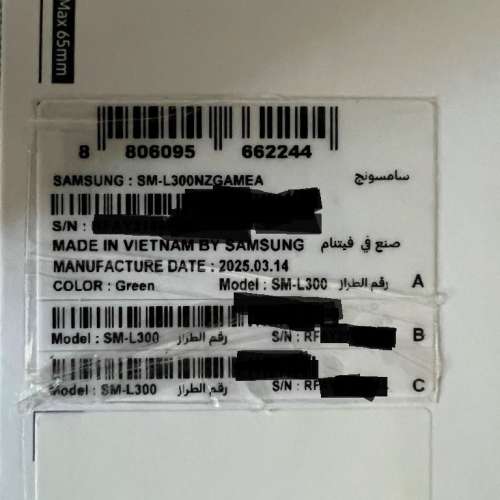 Max 65mm
8 806095 662244
SAMSUNG : SM-L300NZGAMEA سامسونج
S/N :
MADE IN VIETNAM BY SAMSUNG صنع في فيتنام
MANUFACTURE DATE : 2025.03.14
COLOR : Green Model : SM-L300 رقم الطراز A
Model : SM-L300 رقم الطراز S/N : RF B
Model : SM-L300 رقم الطراز S/N : RF C